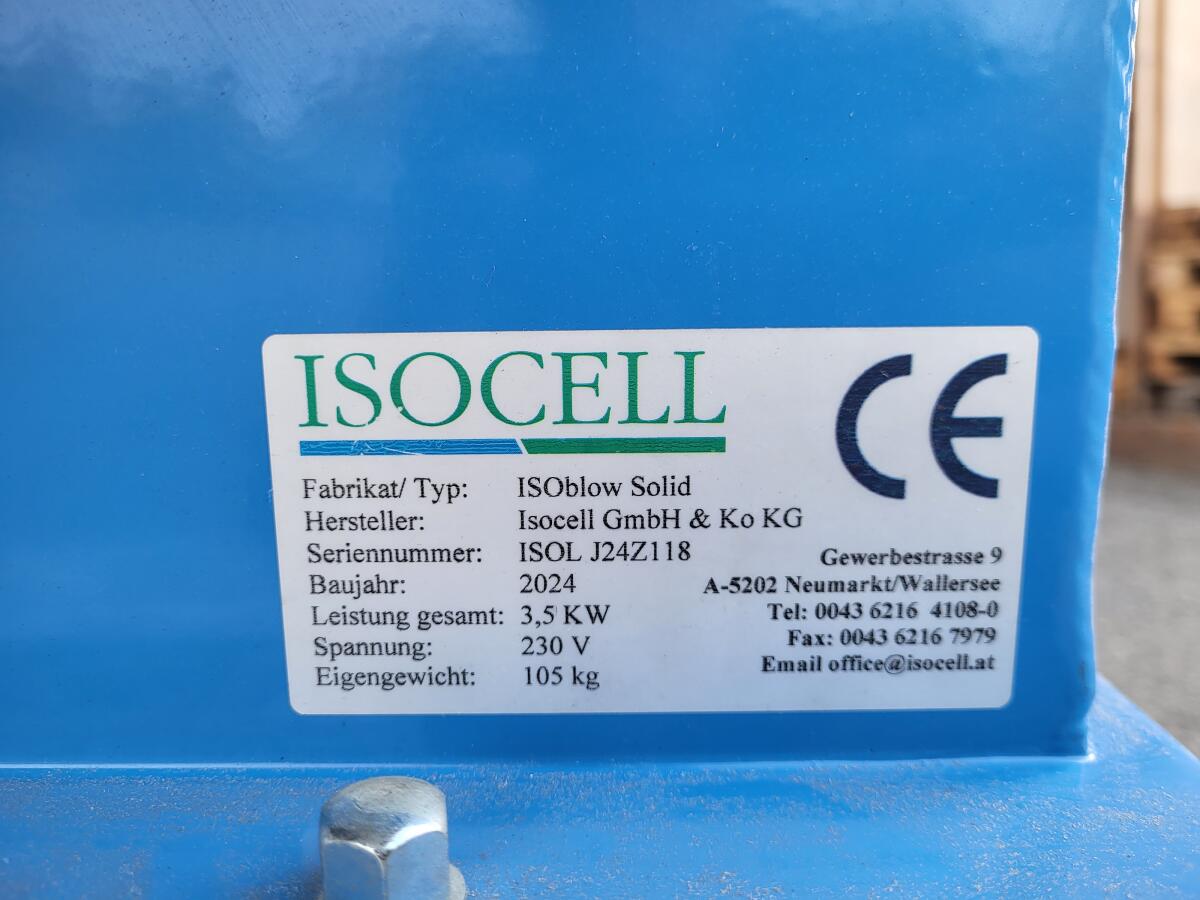 ISOCELL
CE
Fabrikat/ Typ: ISOblow Solid
Hersteller: Isocell GmbH & Ko KG
Seriennummer: ISOL J24Z118
Baujahr: 2024
Leistung gesamt: 3,5 KW
Spannung: 230 V
Eigengewicht: 105 kg
Gewerbestrasse 9
A-5202 Neumarkt/Wallersee
Tel: 0043 6216 4108-0
Fax: 0043 6216 7979
Email office@isocell.at